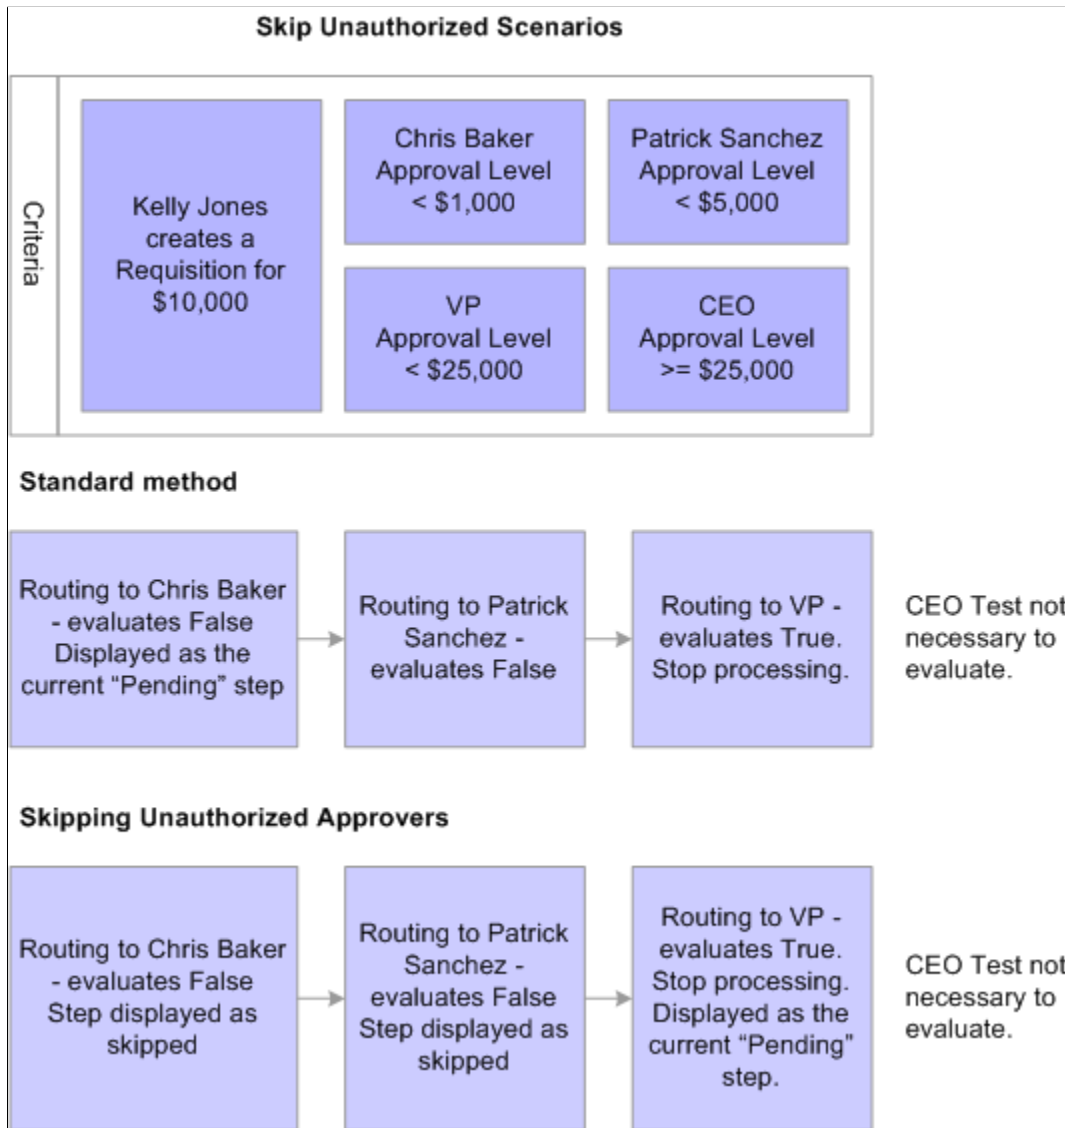 Skip Unauthorized Scenarios
Criteria
Kelly Jones
creates a
Requisition for
$10,000
Chris Baker
Approval Level
< $1,000
Patrick Sanchez
Approval Level
< $5,000
VP
Approval Level
< $25,000
CEO
Approval Level
>= $25,000
Standard method
Routing to Chris Baker
- evaluates False
Displayed as the
current “Pending” step
Routing to Patrick
Sanchez -
evaluates False
Routing to VP -
evaluates True.
Stop processing.
CEO Test not
necessary to
evaluate.
Skipping Unauthorized Approvers
Routing to Chris Baker
- evaluates False
Step displayed as
skipped
Routing to Patrick
Sanchez -
evaluates False
Step displayed as
skipped
Routing to VP -
evaluates True.
Stop processing.
Displayed as the
current “Pending”
step.
CEO Test not
necessary to
evaluate.